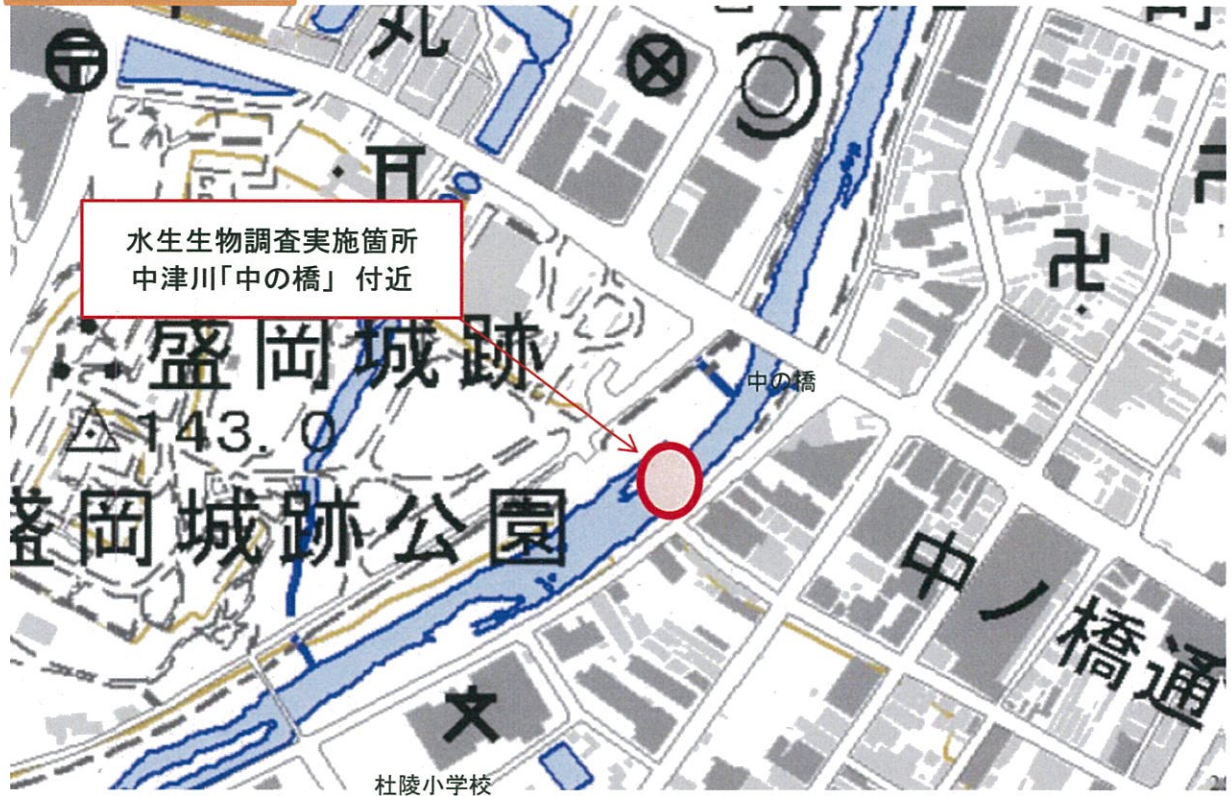 丸
水生生物調査実施箇所
中津川「中の橋」 付近
盛岡城跡
中の橋
143.0
盛岡城跡公園
中ノ橋通
杜陵小学校